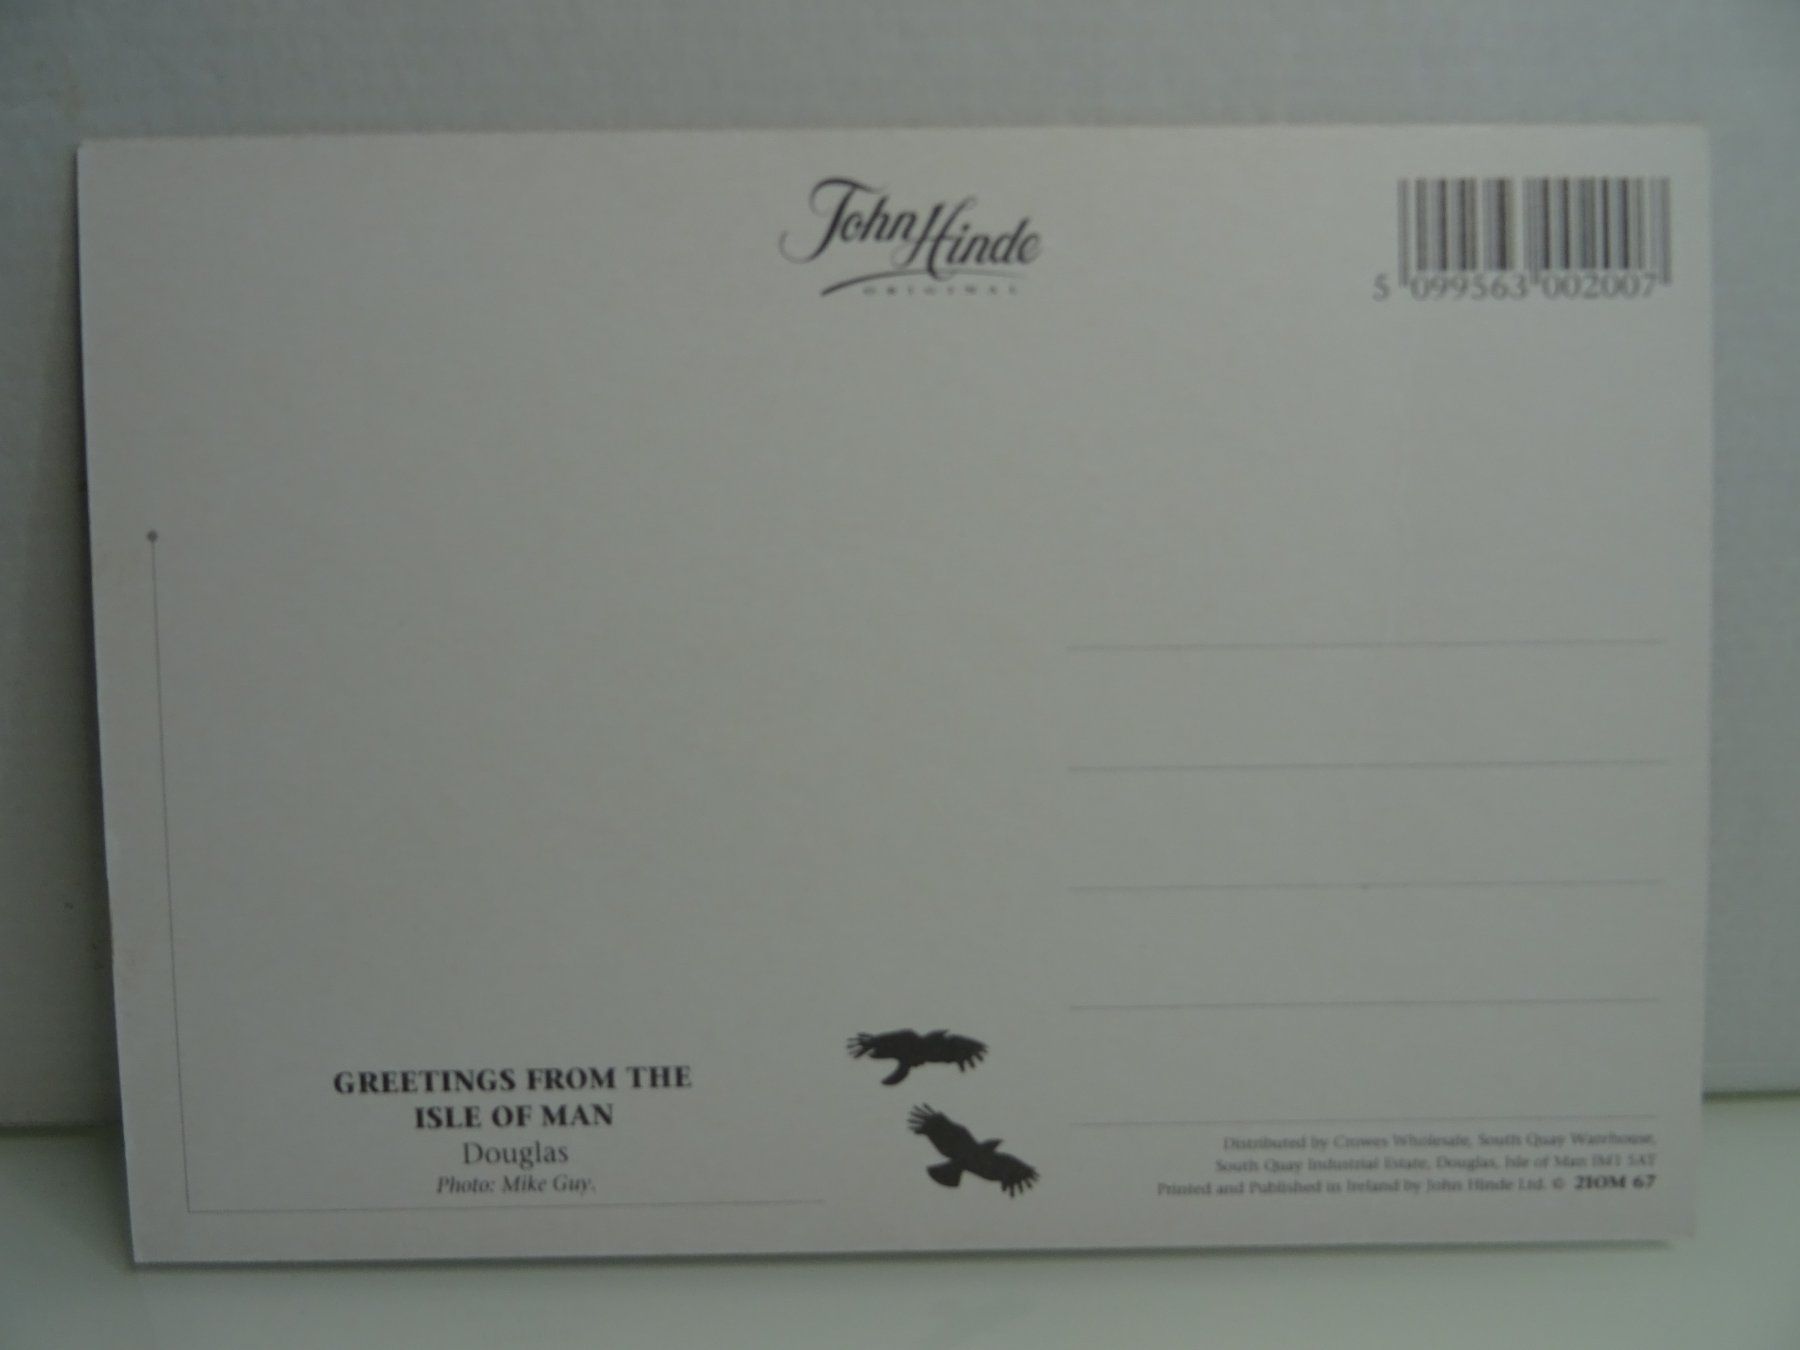 John Hinde
ORIGINAL
5 099563 002007
GREETINGS FROM THE
ISLE OF MAN
Douglas
Photo: Mike Guy.
Distributed by Crowes Wholesale, South Quay Warehouse,
South Quay Industrial Estate, Douglas, Isle of Man IM1 5AT
Printed and Published in Ireland by John Hinde Ltd. © 2IOM 67